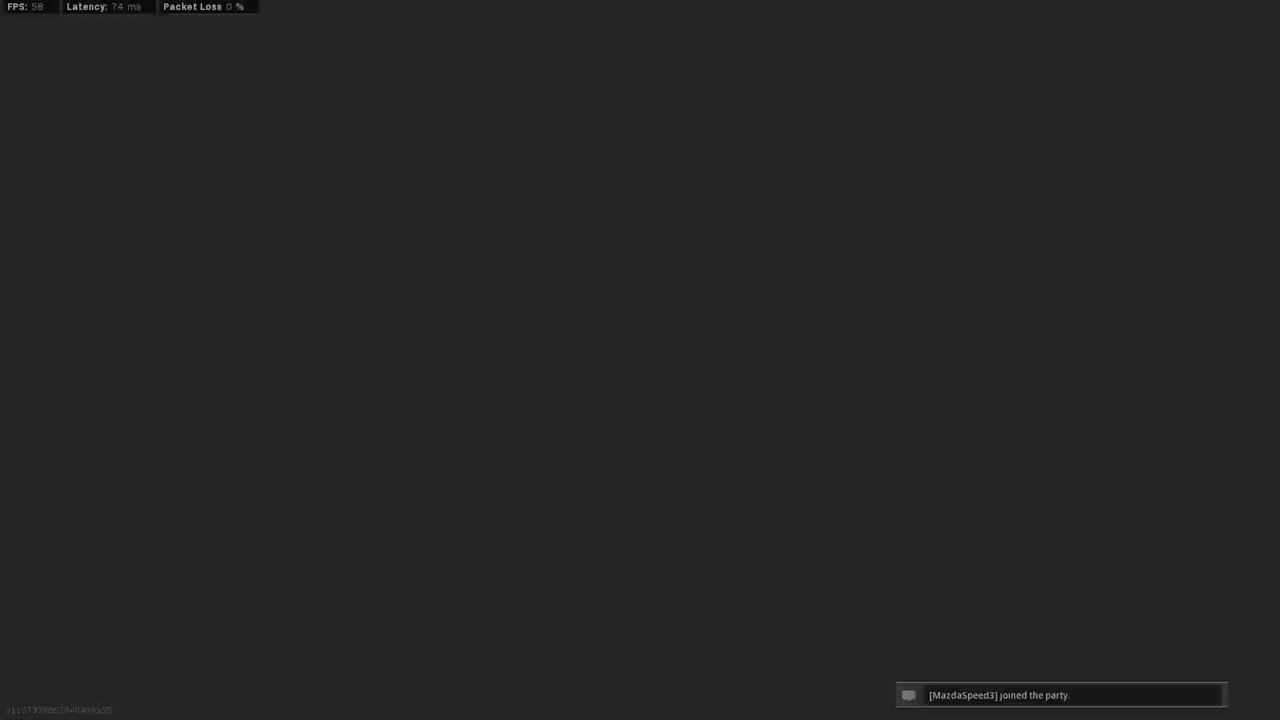 FPS: 58 Latency: 74 ms Packet Loss 0 %
[MazdaSpeed3] joined the party.